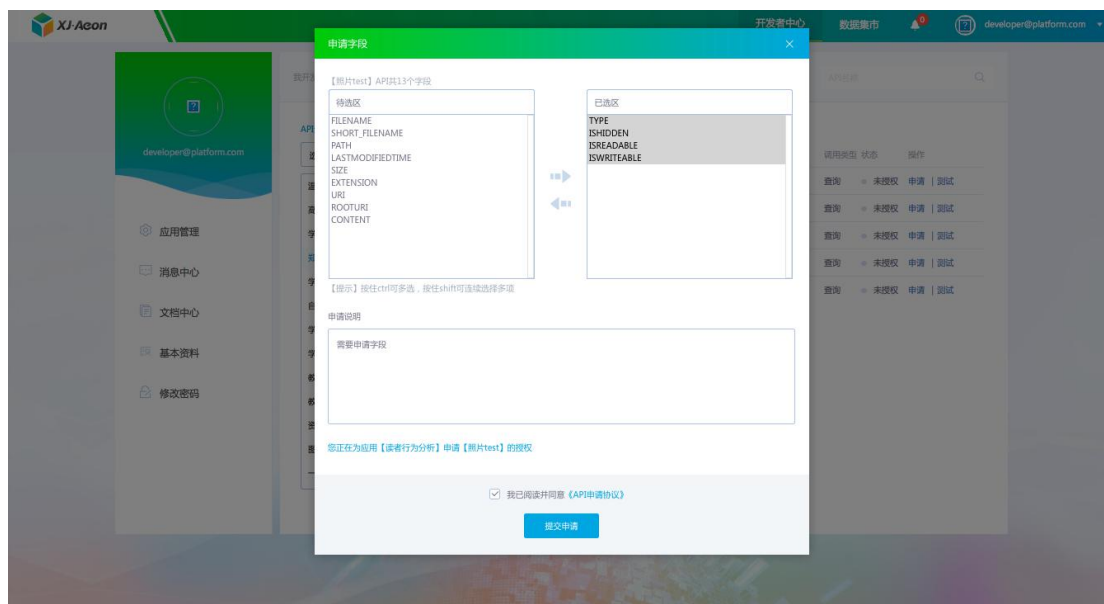 XJ-Aeon
开发者中心
数据集市
0
developer@platform.com
申请字段
【照片test】API共13个字段
待选区
已选区
FILENAME
SHORT_FILENAME
PATH
LASTMODIFIEDTIME
SIZE
EXTENSION
URI
ROOTURI
CONTENT
TYPE
ISHIDDEN
ISREADABLE
ISWRITEABLE
【提示】按住ctrl可多选，按住shift可连续选择多项
申请说明
需要申请字段
您正在为应用【读者行为分析】申请【照片test】的授权
我已阅读并同意《API申请协议》
提交申请
developer@platform.com
应用管理
消息中心
文档中心
基本资料
修改密码
调用类型 状态 操作
查询 未授权 申请 | 测试
查询 未授权 申请 | 测试
查询 未授权 申请 | 测试
查询 未授权 申请 | 测试
查询 未授权 申请 | 测试